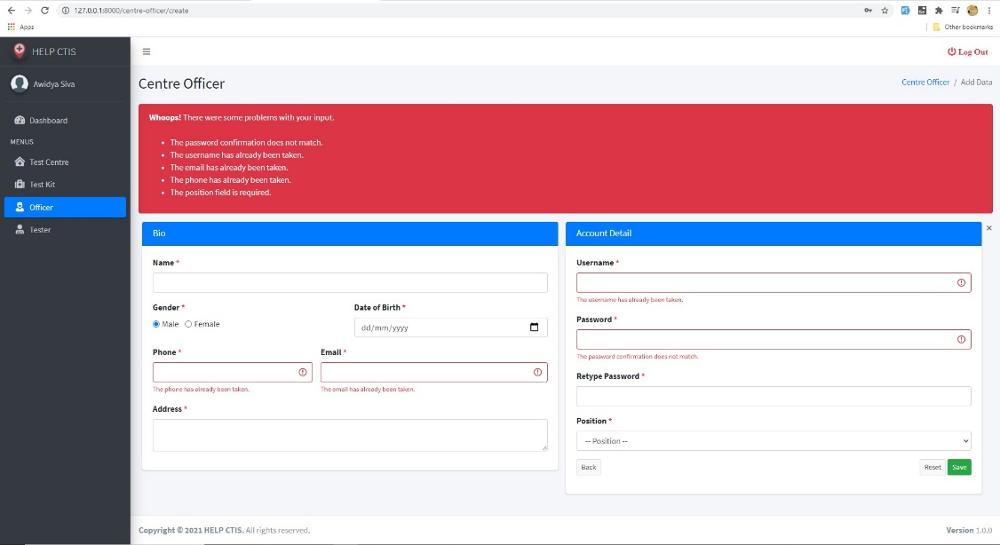 127.0.0.1:8000/centre-officer/create
Apps
Other bookmarks
HELP CTIS
Log Out
Awidya Siva
Centre Officer
Centre Officer / Add Data
Dashboard
MENUS
Test Centre
Test Kit
Officer
Tester
Whoops! There were some problems with your input.
• The password confirmation does not match.
• The username has already been taken.
• The email has already been taken.
• The phone has already been taken.
• The position field is required.
Bio
Name *
Gender *
Date of Birth *
Male
Female
dd/mm/yyyy
Phone *
Email *
The phone has already been taken.
The email has already been taken.
Address *
Account Detail
×
Username *
The username has already been taken.
Password *
The password confirmation does not match.
Retype Password *
Position *
-- Position --
Back
Reset
Save
Copyright © 2021 HELP CTIS. All rights reserved.
Version 1.0.0